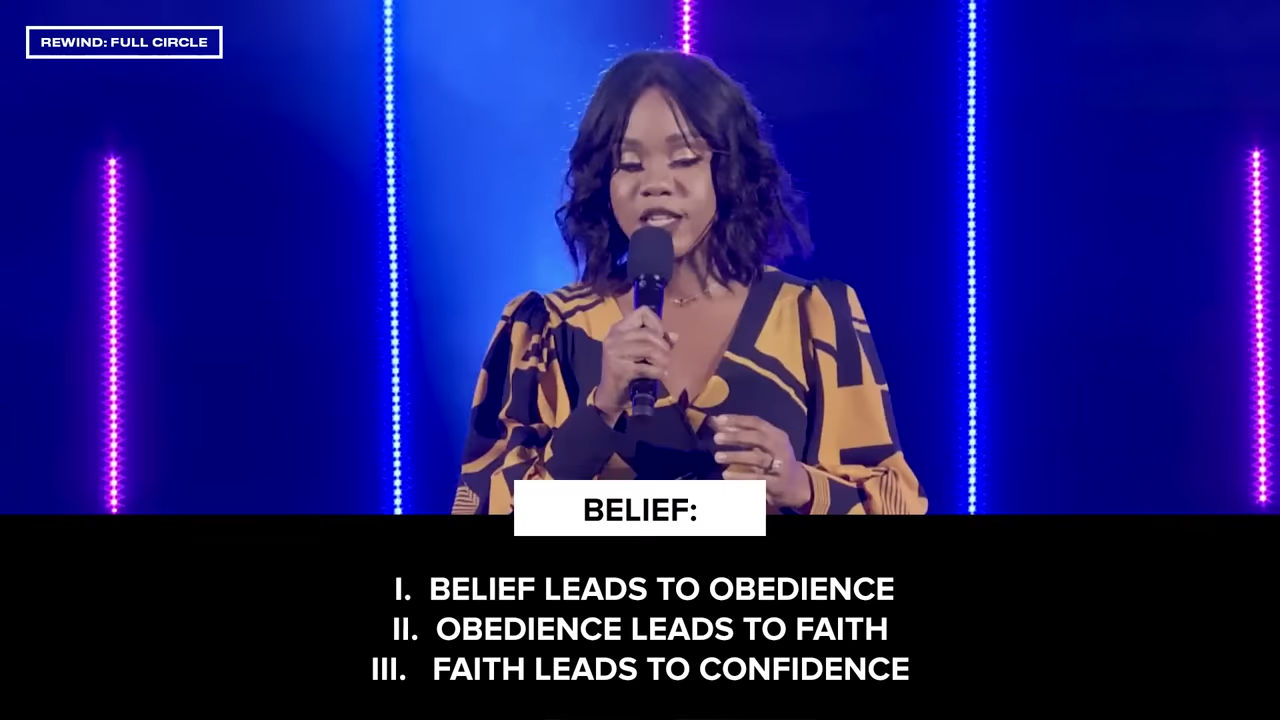 REWIND: FULL CIRCLE
BELIEF:
I. BELIEF LEADS TO OBEDIENCE
II. OBEDIENCE LEADS TO FAITH
III. FAITH LEADS TO CONFIDENCE